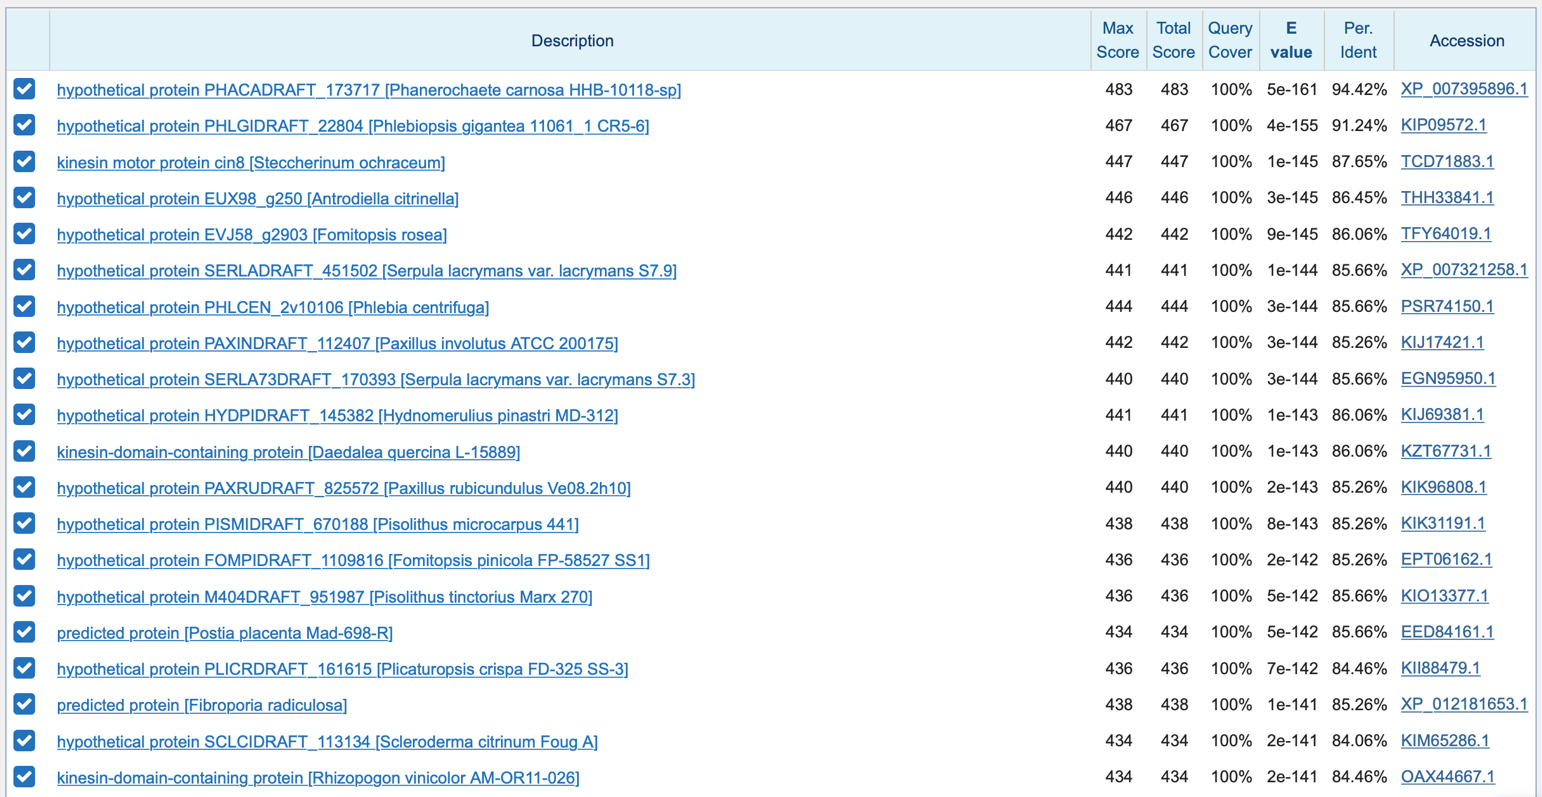 Description Max Score Total Score Query Cover E value Per. Ident Accession
hypothetical protein PHACADRAFT_173717 [Phanerochaete carnosa HHB-10118-sp] 483 483 100% 5e-161 94.42% XP_007395896.1
hypothetical protein PHLGIDRAFT_22804 [Phlebiopsis gigantea 11061_1 CR5-6] 467 467 100% 4e-155 91.24% KIP09572.1
kinesin motor protein cin8 [Steccherinum ochraceum] 447 447 100% 1e-145 87.65% TCD71883.1
hypothetical protein EUX98_g250 [Antrodiella citrinella] 446 446 100% 3e-145 86.45% THH33841.1
hypothetical protein EVJ58_g2903 [Fomitopsis rosea] 442 442 100% 9e-145 86.06% TFY64019.1
hypothetical protein SERLADRAFT_451502 [Serpula lacrymans var. lacrymans S7.9] 441 441 100% 1e-144 85.66% XP_007321258.1
hypothetical protein PHLCEN_2v10106 [Phlebia centrifuga] 444 444 100% 3e-144 85.66% PSR74150.1
hypothetical protein PAXINDRAFT_112407 [Paxillus involutus ATCC 200175] 442 442 100% 3e-144 85.26% KIJ17421.1
hypothetical protein SERLA73DRAFT_170393 [Serpula lacrymans var. lacrymans S7.3] 440 440 100% 3e-144 85.66% EGN95950.1
hypothetical protein HYDPIDRAFT_145382 [Hydnomerulius pinastri MD-312] 441 441 100% 1e-143 86.06% KIJ69381.1
kinesin-domain-containing protein [Daedalea quercina L-15889] 440 440 100% 1e-143 86.06% KZT67731.1
hypothetical protein PAXRUDRAFT_825572 [Paxillus rubicundulus Ve08.2h10] 440 440 100% 2e-143 85.26% KIK96808.1
hypothetical protein PISMIDRAFT_670188 [Pisolithus microcarpus 441] 438 438 100% 8e-143 85.26% KIK31191.1
hypothetical protein FOMPIDRAFT_1109816 [Fomitopsis pinicola FP-58527 SS1] 436 436 100% 2e-142 85.26% EPT06162.1
hypothetical protein M404DRAFT_951987 [Pisolithus tinctorius Marx 270] 436 436 100% 5e-142 85.66% KIO13377.1
predicted protein [Postia placenta Mad-698-R] 434 434 100% 5e-142 85.66% EED84161.1
hypothetical protein PLICRDRAFT_161615 [Plicaturopsis crispa FD-325 SS-3] 436 436 100% 7e-142 84.46% KII88479.1
predicted protein [Fibroporia radiculosa] 438 438 100% 1e-141 85.26% XP_012181653.1
hypothetical protein SCLCIDRAFT_113134 [Scleroderma citrinum Foug A] 434 434 100% 2e-141 84.06% KIM65286.1
kinesin-domain-containing protein [Rhizopogon vinicolor AM-OR11-026] 434 434 100% 2e-141 84.46% OAX44667.1